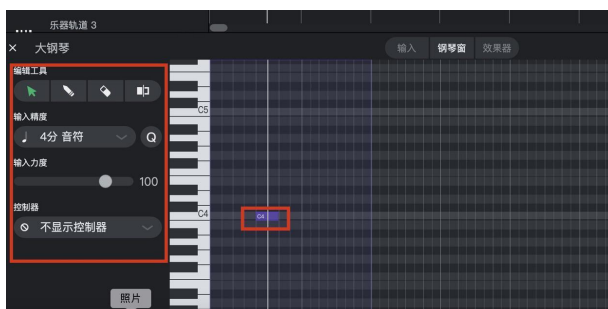 乐器轨道 3
× 大钢琴
输入 钢琴窗 效果器
编辑工具
输入精度
4分 音符 Q
输入力度
100
控制器
不显示控制器
照片
C5
C4
C4